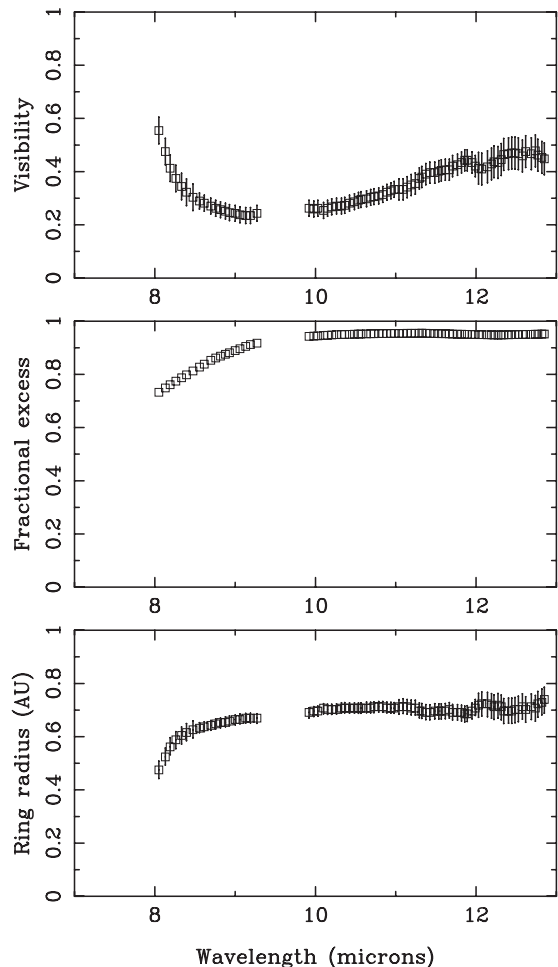 1
0.8
0.6
0.4
0.2
0
Visibility
8 10 12
1
0.8
0.6
0.4
0.2
0
Fractional excess
8 10 12
1
0.8
0.6
0.4
0.2
0
Ring radius (AU)
8 10 12
Wavelength (microns)